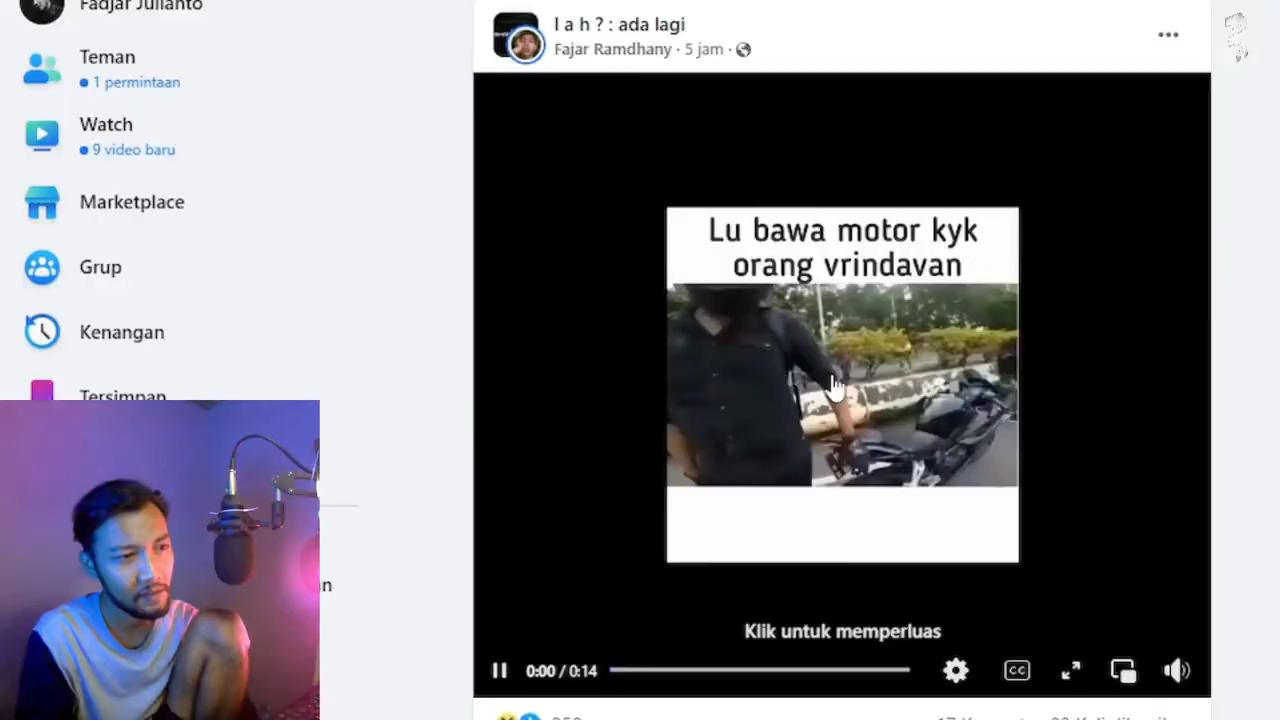 Fadjar Julianto
Teman
1 permintaan
Watch
9 video baru
Marketplace
Grup
Kenangan
Tersimpan
l a h ? : ada lagi
Fajar Ramdhany · 5 jam ·
Lu bawa motor kyk
orang vrindavan
Klik untuk memperluas
0:00 / 0:14
CC